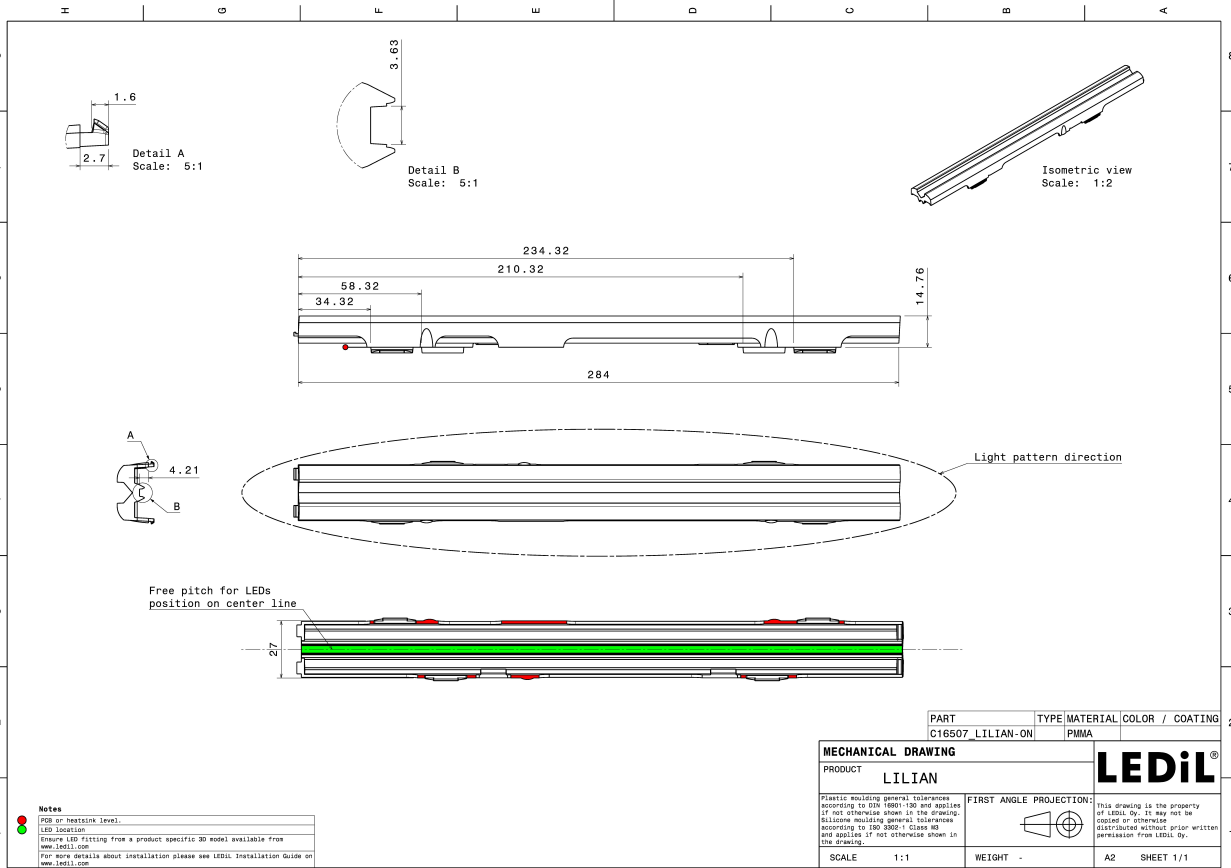 H G F E D C B A
1.6
2.7
Detail A
Scale: 5:1
3.63
Detail B
Scale: 5:1
Isometric view
Scale: 1:2
234.32
210.32
58.32
34.32
14.76
284
A
4.21
B
Light pattern direction
Free pitch for LEDs
position on center line
27
PART TYPE MATERIAL COLOR / COATING
C16507_LILIAN-ON PMMA
MECHANICAL DRAWING
PRODUCT
LILIAN
LEDiL®
Plastic moulding general tolerances
according to DIN 16901-130 and applies
if not otherwise shown in the drawing.
Silicone moulding general tolerances
according to ISO 3302-1 Class M3
and applies if not otherwise shown in
the drawing.
FIRST ANGLE PROJECTION:
This drawing is the property
of LEDiL Oy. It may not be
copied or otherwise
distributed without prior written
permission from LEDiL Oy.
SCALE 1:1 WEIGHT - A2 SHEET 1/1
Notes
PCB or heatsink level.
LED location
Ensure LED fitting from a product specific 3D model available from
www.ledil.com
For more details about installation please see LEDiL Installation Guide on
www.ledil.com